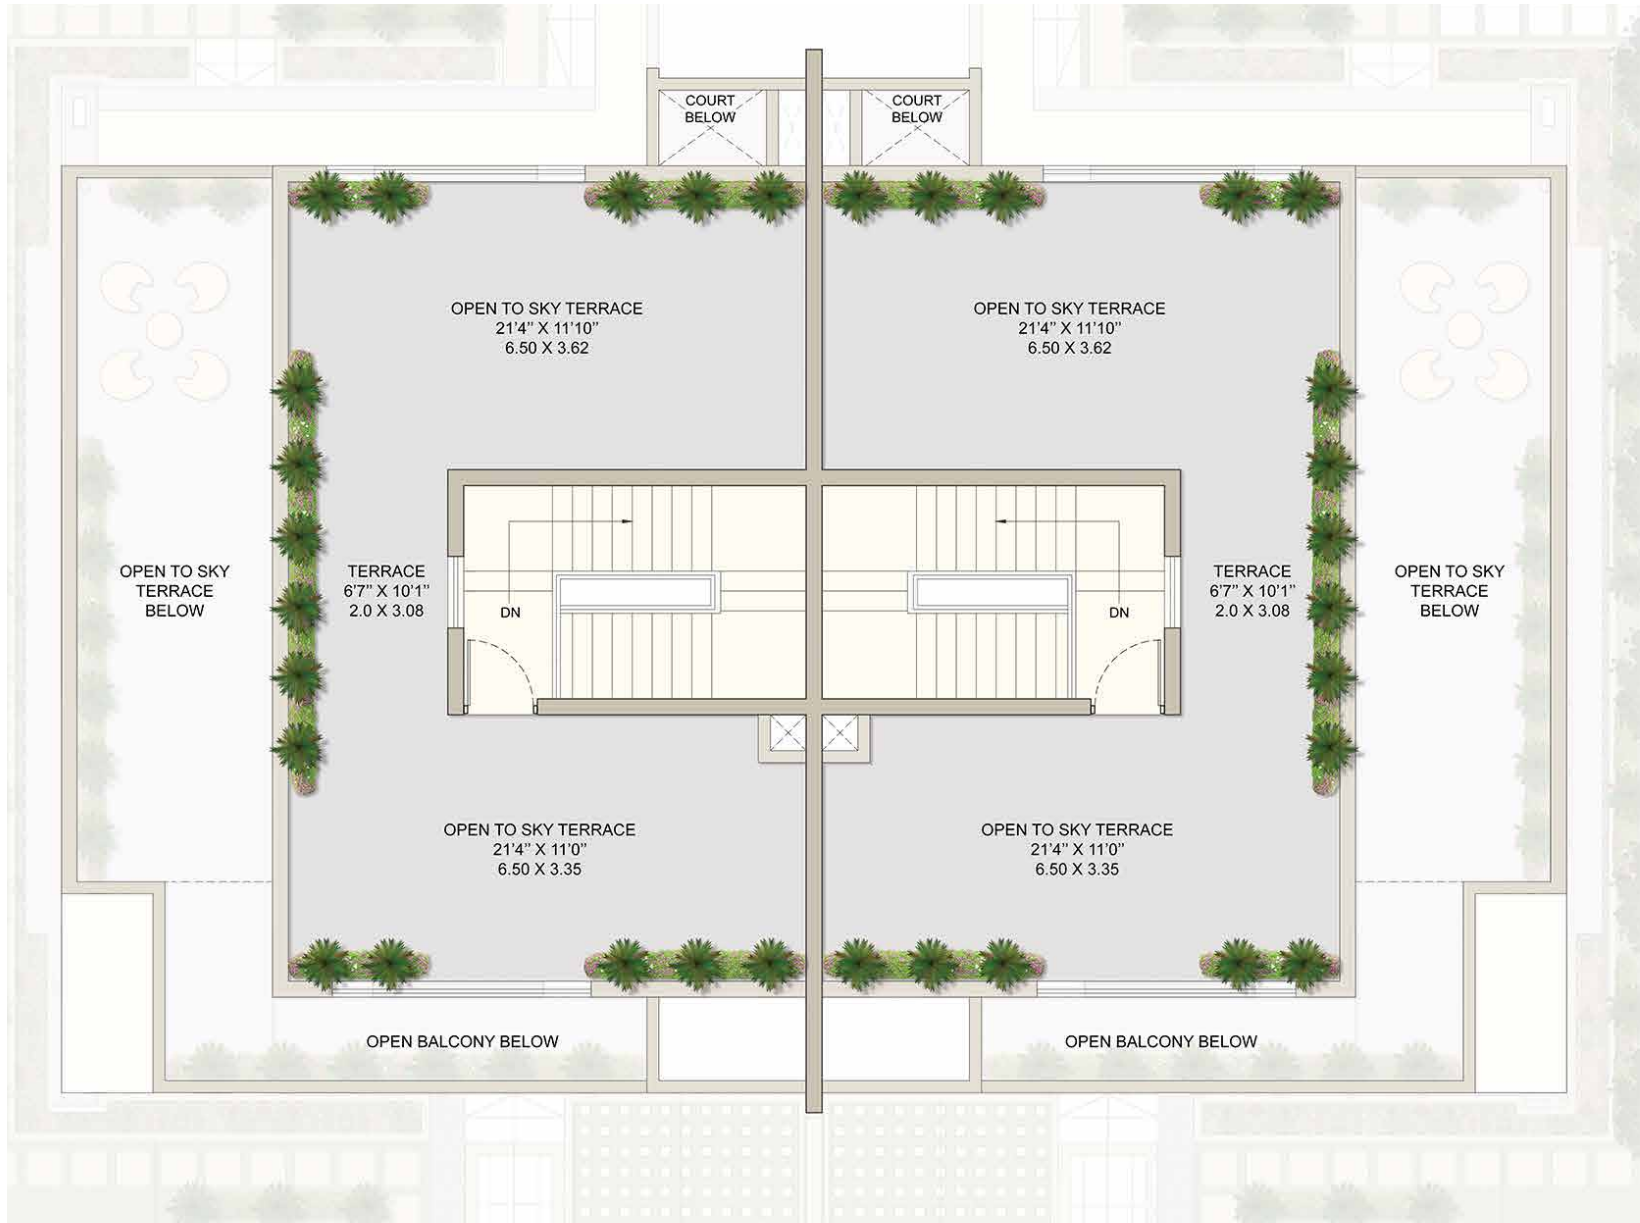 COURT
BELOW
COURT
BELOW
OPEN TO SKY TERRACE
21'4" X 11'10"
6.50 X 3.62
OPEN TO SKY TERRACE
21'4" X 11'10"
6.50 X 3.62
OPEN TO SKY
TERRACE
BELOW
TERRACE
6'7" X 10'1"
2.0 X 3.08
DN
DN
TERRACE
6'7" X 10'1"
2.0 X 3.08
OPEN TO SKY
TERRACE
BELOW
OPEN TO SKY TERRACE
21'4" X 11'0"
6.50 X 3.35
OPEN TO SKY TERRACE
21'4" X 11'0"
6.50 X 3.35
OPEN BALCONY BELOW
OPEN BALCONY BELOW